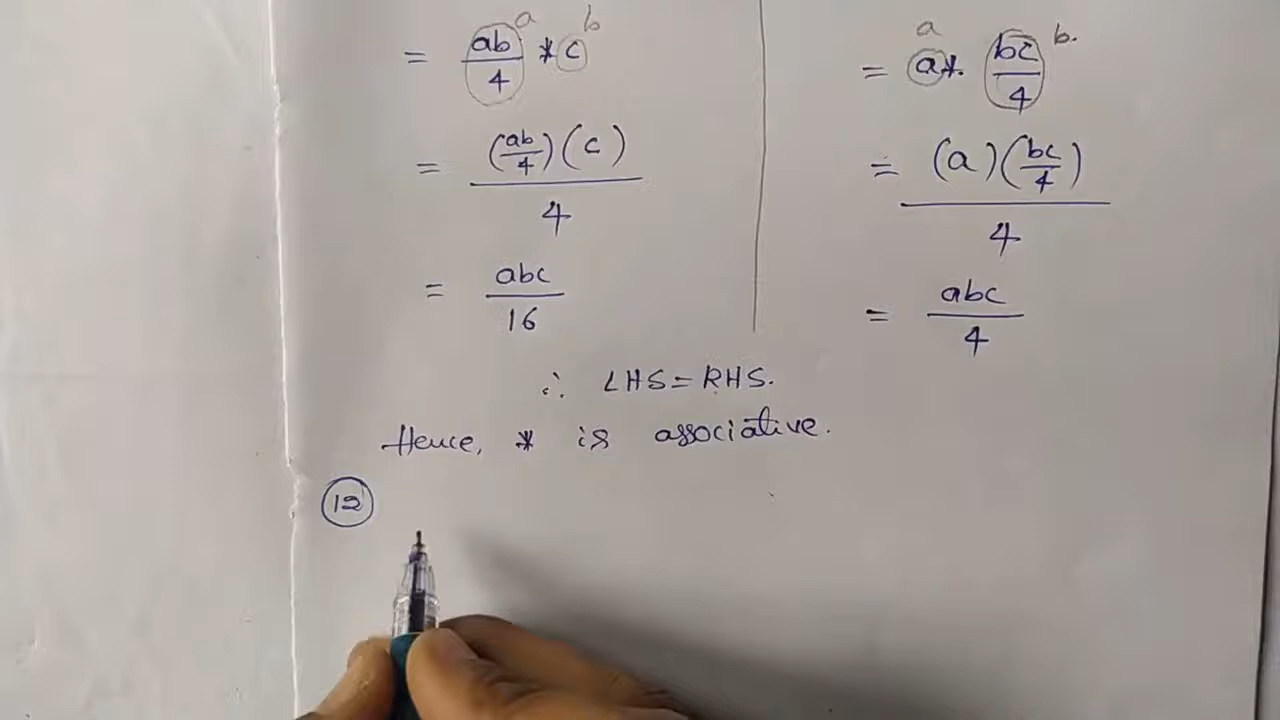 = ab/4 a * c b
= (ab/4)(c)/4
= abc/16
= a a *. bc/4 b.
= (a)(bc/4)/4
= abc/4
∴ LHS = RHS.
Hence, * is associative.
12